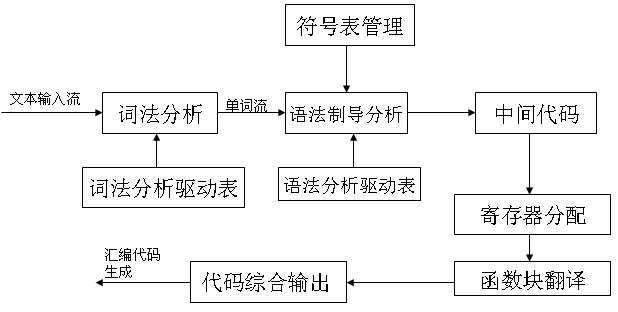 符号表管理
文本输入流
词法分析
单词流
语法制导分析
中间代码
词法分析驱动表
语法分析驱动表
寄存器分配
汇编代码
生成
代码综合输出
函数块翻译